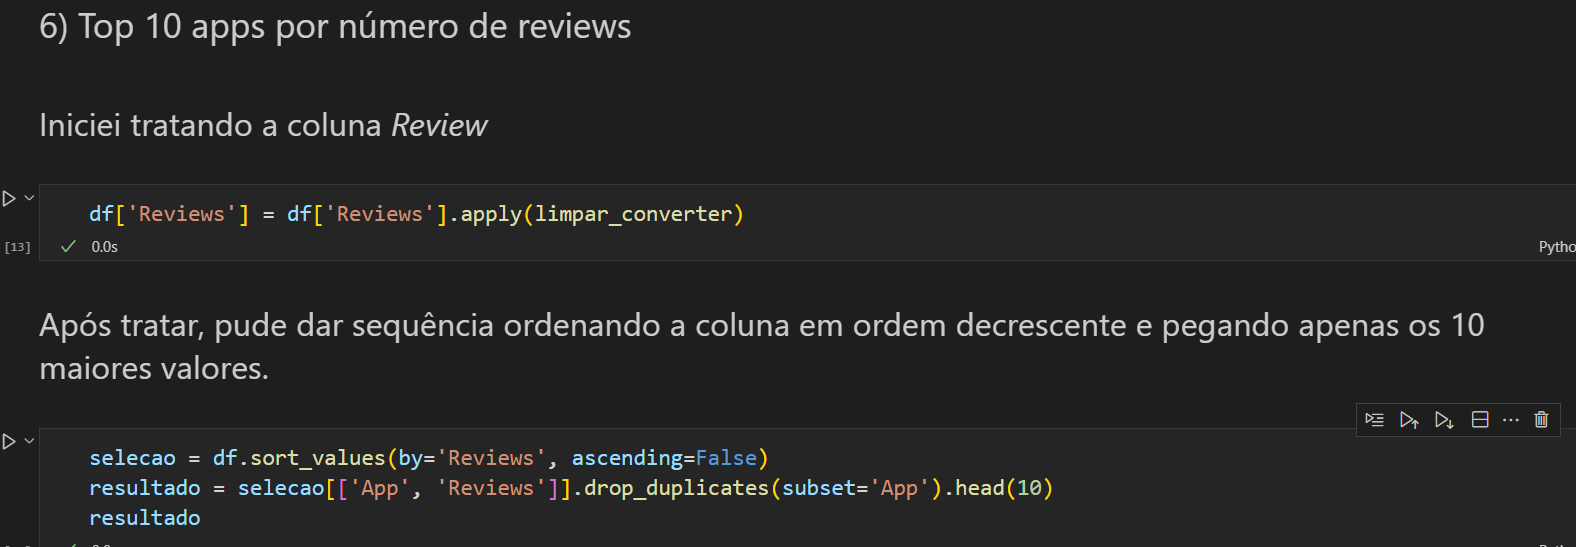 6) Top 10 apps por número de reviews
Iniciei tratando a coluna Review
df['Reviews'] = df['Reviews'].apply(limpar_converter)
[13]
0.0s
Pytho
Após tratar, pude dar sequência ordenando a coluna em ordem decrescente e pegando apenas os 10
maiores valores.
selecao = df.sort_values(by='Reviews', ascending=False)
resultado = selecao[['App', 'Reviews']].drop_duplicates(subset='App').head(10)
resultado